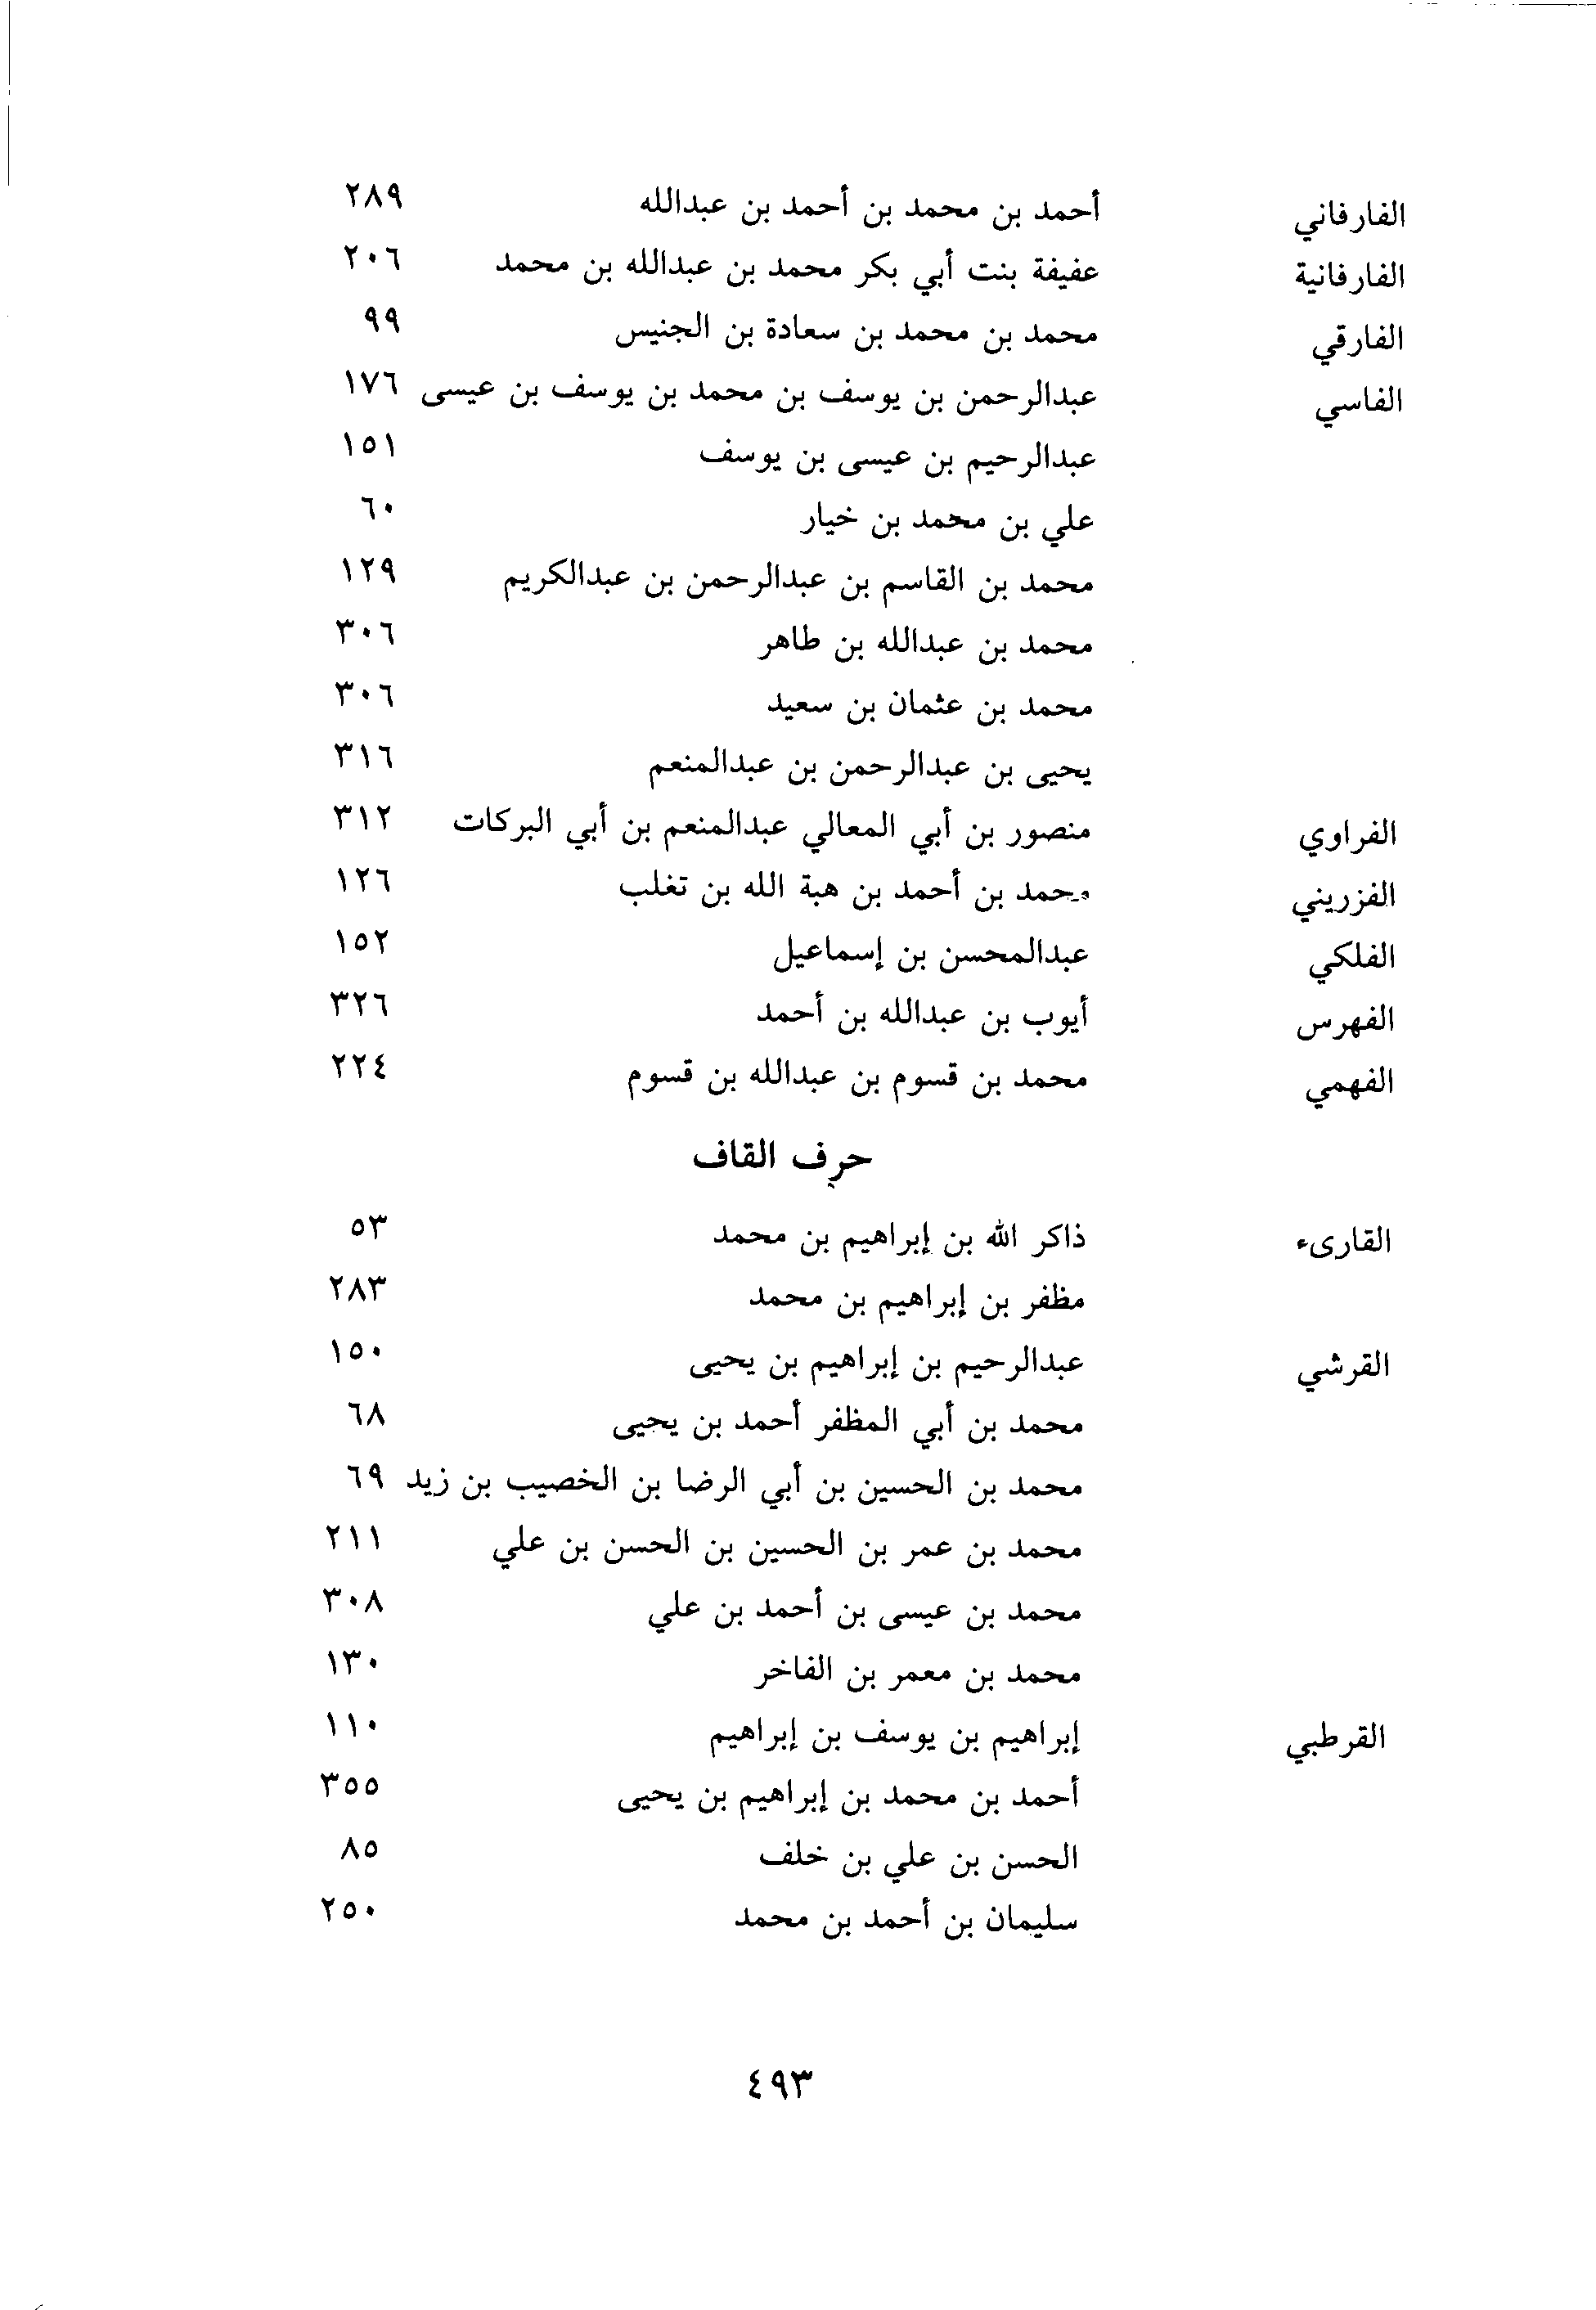 الفارفاني أحمد بن محمد بن أحمد بن عبدالله ٢٨٩
الفارفانية عفيفة بنت أبي بكر محمد بن عبدالله بن محمد ٢٠٦
الفارقي محمد بن محمد بن سعادة بن الجنيس ٩٩
الفاسي عبدالرحمن بن يوسف بن محمد بن يوسف بن عيسى ١٧٦
عبدالرحيم بن عيسى بن يوسف ١٥١
علي بن محمد بن خيار ٦٠
محمد بن القاسم بن عبدالرحمن بن عبدالكريم ١٢٩
محمد بن عبدالله بن طاهر ٣٠٦
محمد بن عثمان بن سعيد ٣٠٦
يحيى بن عبدالرحمن بن عبدالمنعم ٣١٦
الفراوي منصور بن أبي المعالي عبدالمنعم بن أبي البركات ٣١٢
الفزريني محمد بن أحمد بن هبة الله بن تغلب ١٢٦
الفلكي عبدالمحسن بن إسماعيل ١٥٢
الفهرس أيوب بن عبدالله بن أحمد ٣٢٦
الفهمي محمد بن قسوم بن عبدالله بن قسوم ٢٢٤
حرف القاف
القارىء ذاكر الله بن إبراهيم بن محمد ٥٣
مظفر بن إبراهيم بن محمد ٢٨٣
القرشي عبدالرحيم بن إبراهيم بن يحيى ١٥٠
محمد بن أبي المظفر أحمد بن يحيى ٦٨
محمد بن الحسين بن أبي الرضا بن الخصيب بن زيد ٦٩
محمد بن عمر بن الحسين بن الحسن بن علي ٢١١
محمد بن عيسى بن أحمد بن علي ٣٠٨
محمد بن معمر بن الفاخر ١٣٠
القرطبي إبراهيم بن يوسف بن إبراهيم ١١٠
أحمد بن محمد بن إبراهيم بن يحيى ٣٥٥
الحسن بن علي بن خلف ٨٥
سليمان بن أحمد بن محمد ٢٥٠
٤٩٣